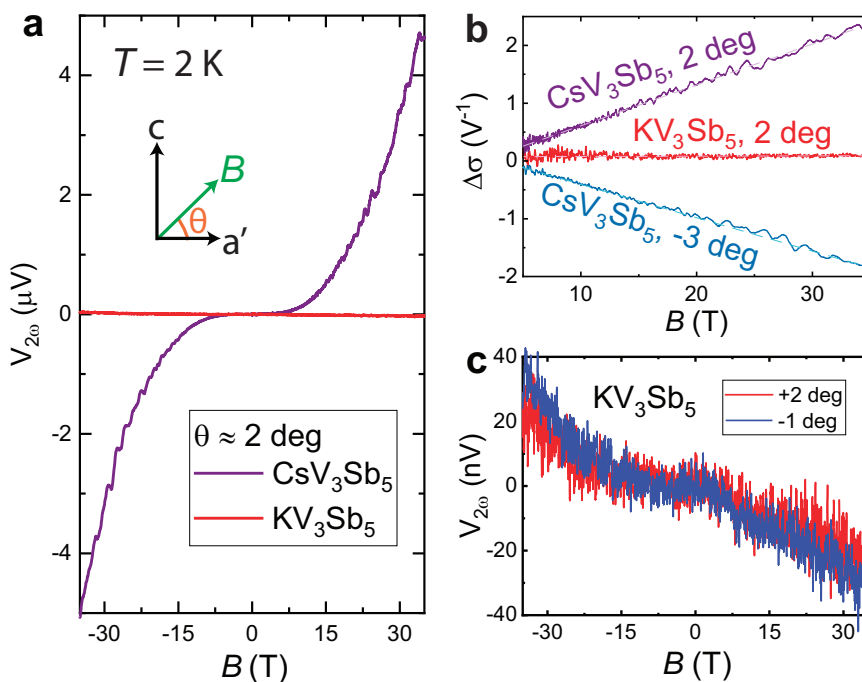 a
T = 2 K
c
B
θ
a'
V2ω (μV)
4
2
0
-2
-4
θ ≈ 2 deg
CsV3Sb5
KV3Sb5
-30 -15 0 15 30
B (T)
b
Δσ (V-1)
2
1
0
-1
-2
CsV3Sb5, 2 deg
KV3Sb5, 2 deg
CsV3Sb5, -3 deg
10 20 30
B (T)
c
V2ω (nV)
40
20
0
-20
-40
KV3Sb5
+2 deg
-1 deg
-30 -15 0 15 30
B (T)